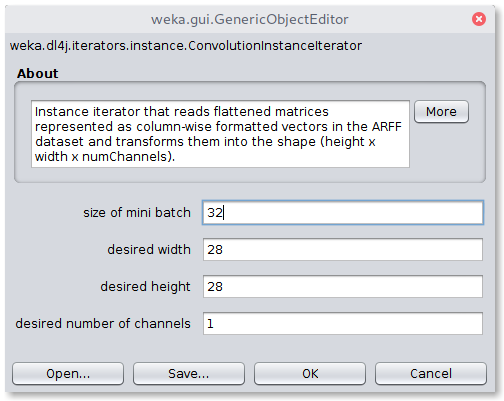 weka.gui.GenericObjectEditor
weka.dl4j.iterators.instance.ConvolutionInstanceIterator
About
Instance iterator that reads flattened matrices
represented as column-wise formatted vectors in the ARFF
dataset and transforms them into the shape (height x
width x numChannels).
More
size of mini batch 32
desired width 28
desired height 28
desired number of channels 1
Open... Save... OK Cancel